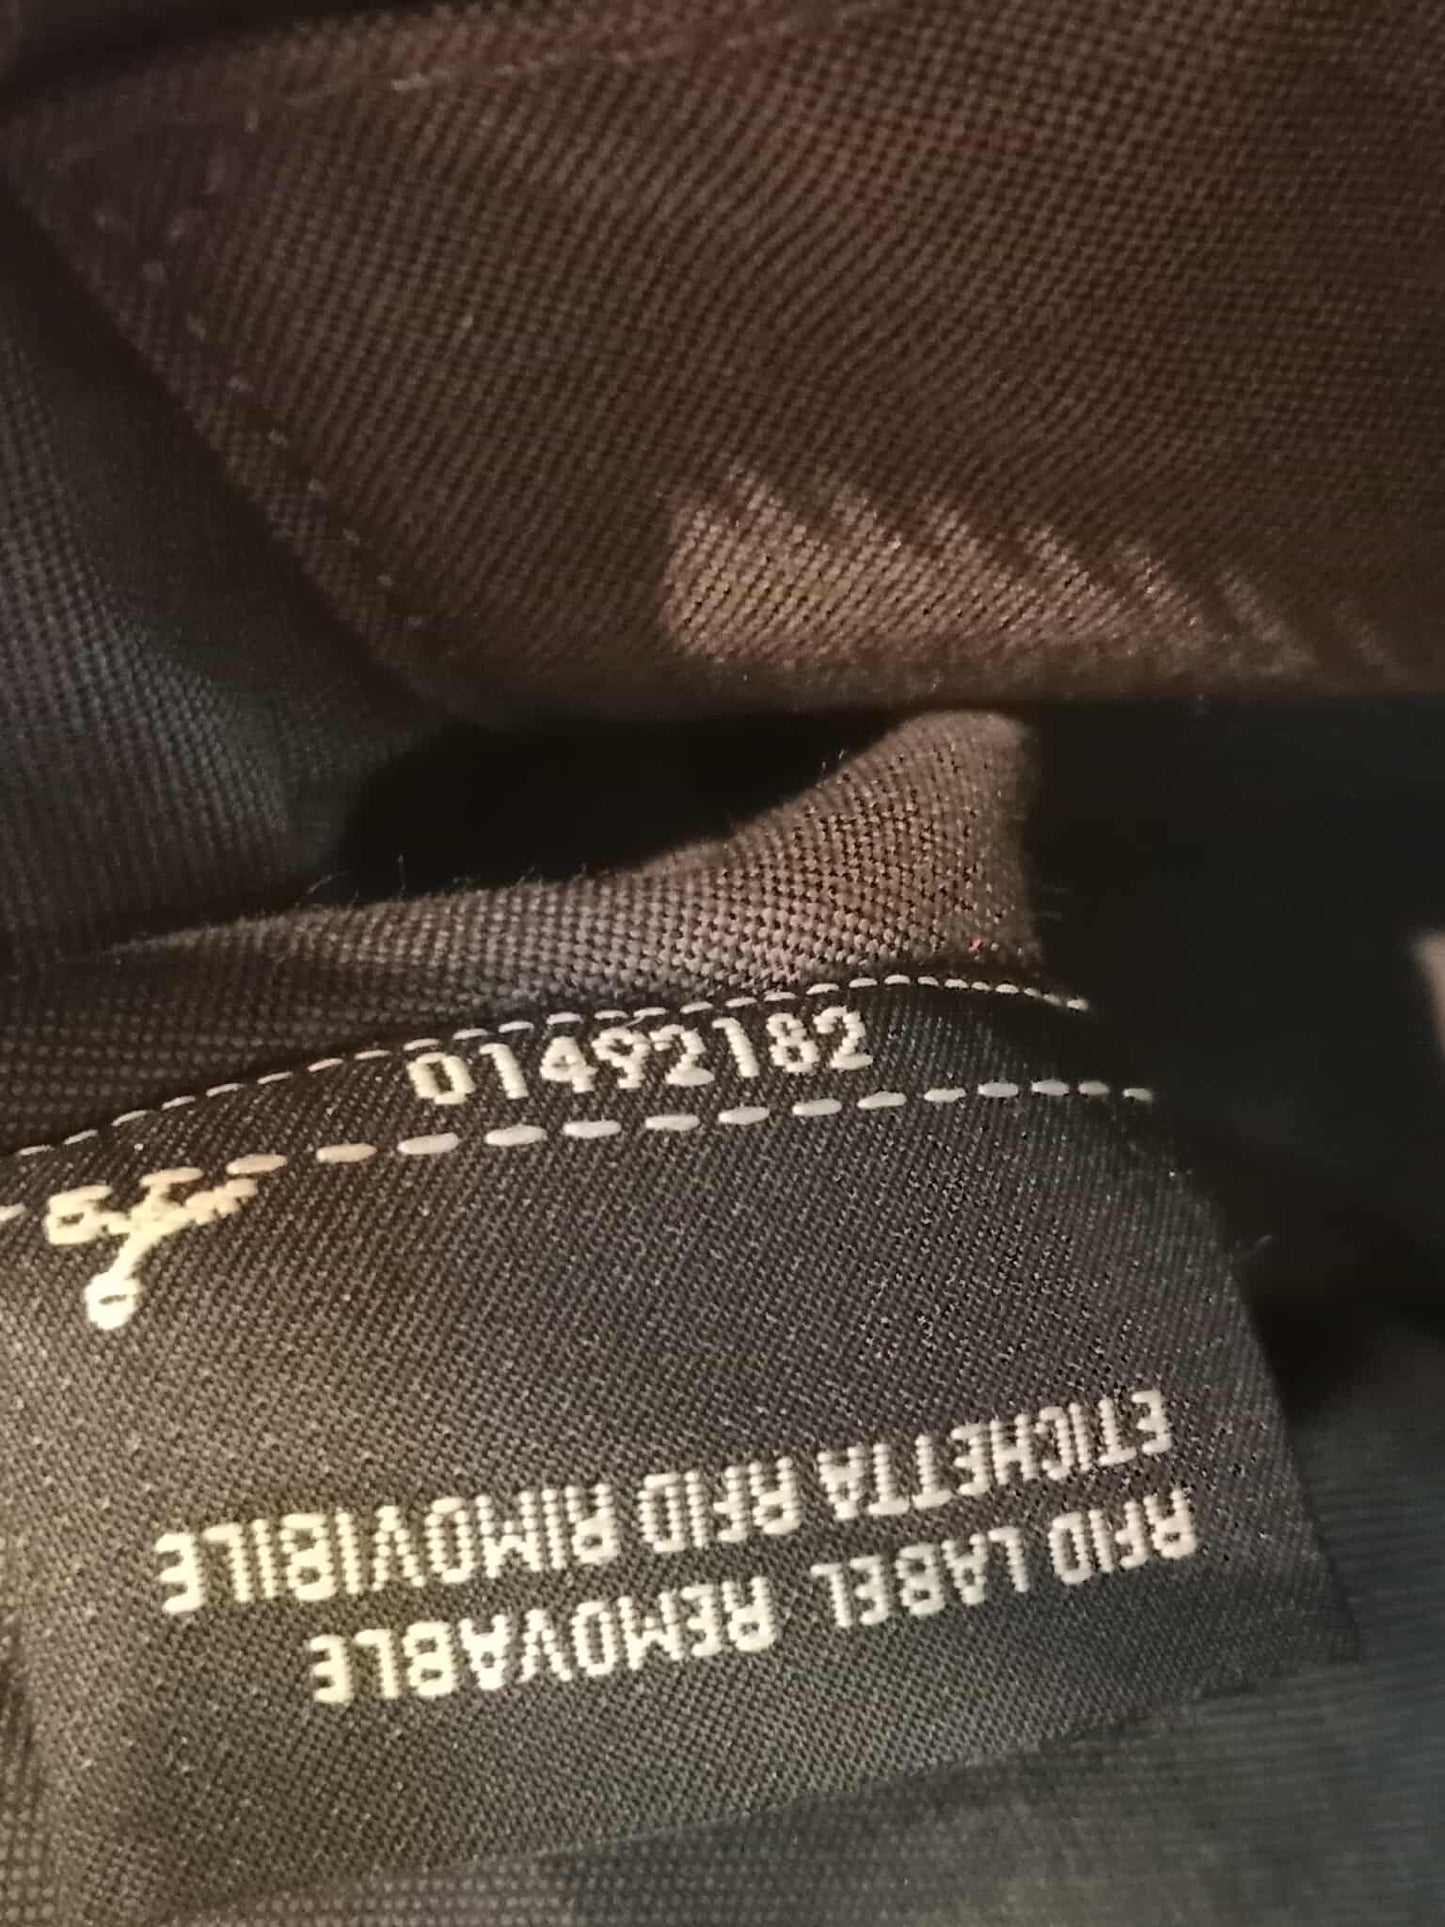 01492182
ETICHETTA RFID RIMOVIBILE
RFID LABEL REMOVABLE